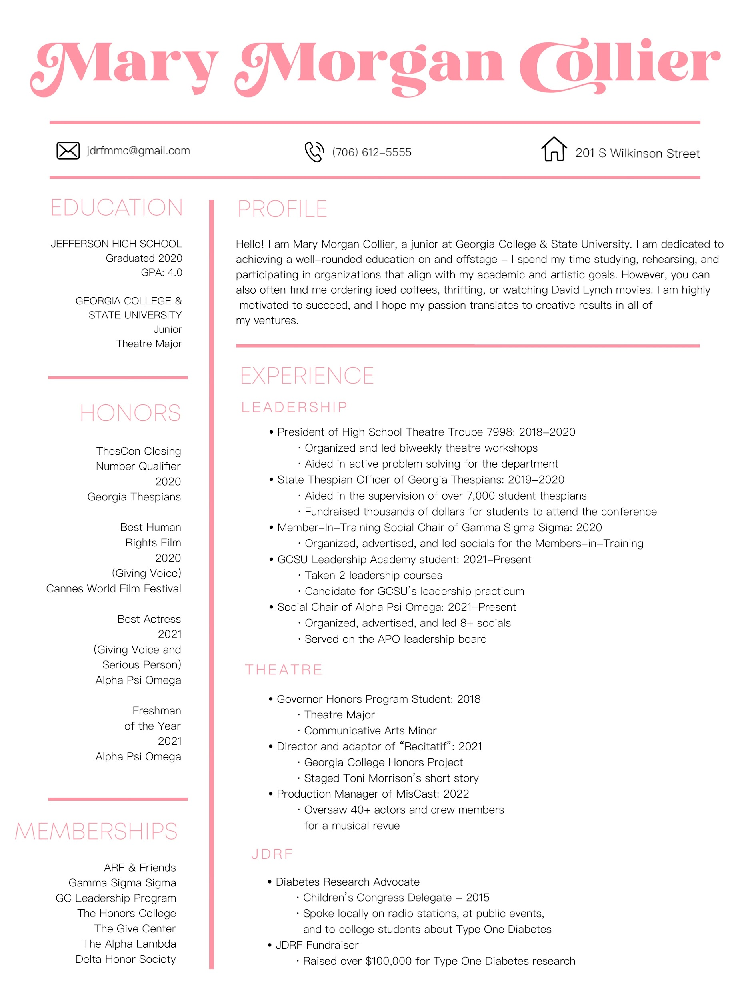 Mary Morgan Collier
jdrfmmc@gmail.com
(706) 612-5555
201 S Wilkinson Street
EDUCATION
JEFFERSON HIGH SCHOOL
Graduated 2020
GPA: 4.0
GEORGIA COLLEGE &
STATE UNIVERSITY
Junior
Theatre Major
HONORS
ThesCon Closing
Number Qualifier
2020
Georgia Thespians
Best Human
Rights Film
2020
(Giving Voice)
Cannes World Film Festival
Best Actress
2021
(Giving Voice and
Serious Person)
Alpha Psi Omega
Freshman
of the Year
2021
Alpha Psi Omega
MEMBERSHIPS
ARF & Friends
Gamma Sigma Sigma
GC Leadership Program
The Honors College
The Give Center
The Alpha Lambda
Delta Honor Society
PROFILE
Hello! I am Mary Morgan Collier, a junior at Georgia College & State University. I am dedicated to
achieving a well-rounded education on and offstage - I spend my time studying, rehearsing, and
participating in organizations that align with my academic and artistic goals. However, you can
also often find me ordering iced coffees, thrifting, or watching David Lynch movies. I am highly
motivated to succeed, and I hope my passion translates to creative results in all of
my ventures.
EXPERIENCE
LEADERSHIP
• President of High School Theatre Troupe 7998: 2018-2020
· Organized and led biweekly theatre workshops
· Aided in active problem solving for the department
• State Thespian Officer of Georgia Thespians: 2019-2020
· Aided in the supervision of over 7,000 student thespians
· Fundraised thousands of dollars for students to attend the conference
• Member-In-Training Social Chair of Gamma Sigma Sigma: 2020
· Organized, advertised, and led socials for the Members-in-Training
• GCSU Leadership Academy student: 2021-Present
· Taken 2 leadership courses
· Candidate for GCSU's leadership practicum
• Social Chair of Alpha Psi Omega: 2021-Present
· Organized, advertised, and led 8+ socials
· Served on the APO leadership board
THEATRE
• Governor Honors Program Student: 2018
· Theatre Major
· Communicative Arts Minor
• Director and adaptor of “Recitatif”: 2021
· Georgia College Honors Project
· Staged Toni Morrison's short story
• Production Manager of MisCast: 2022
· Oversaw 40+ actors and crew members
for a musical revue
JDRF
• Diabetes Research Advocate
· Children's Congress Delegate - 2015
· Spoke locally on radio stations, at public events,
and to college students about Type One Diabetes
• JDRF Fundraiser
· Raised over $100,000 for Type One Diabetes research